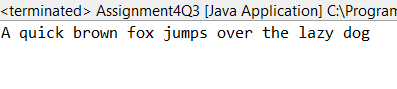 <terminated> Assignment4Q3 [Java Application] C:\Program
A quick brown fox jumps over the lazy dog